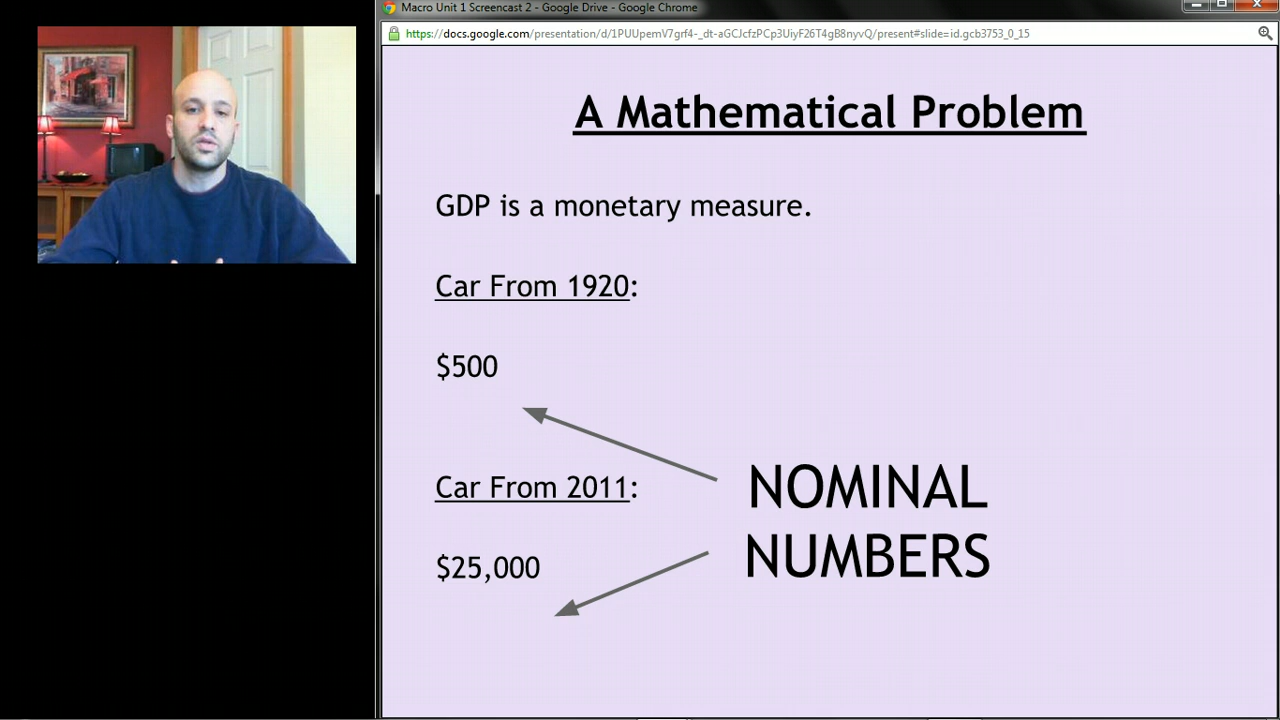 Macro Unit 1 Screencast 2 - Google Drive - Google Chrome
https://docs.google.com/presentation/d/1PUUpemV7grf4-_dt-aGCJcfzPCp3UiyF26T4gB8nyvQ/present#slide=id.gcb3753_0_15
A Mathematical Problem
GDP is a monetary measure.
Car From 1920:
$500
Car From 2011:
$25,000
NOMINAL
NUMBERS